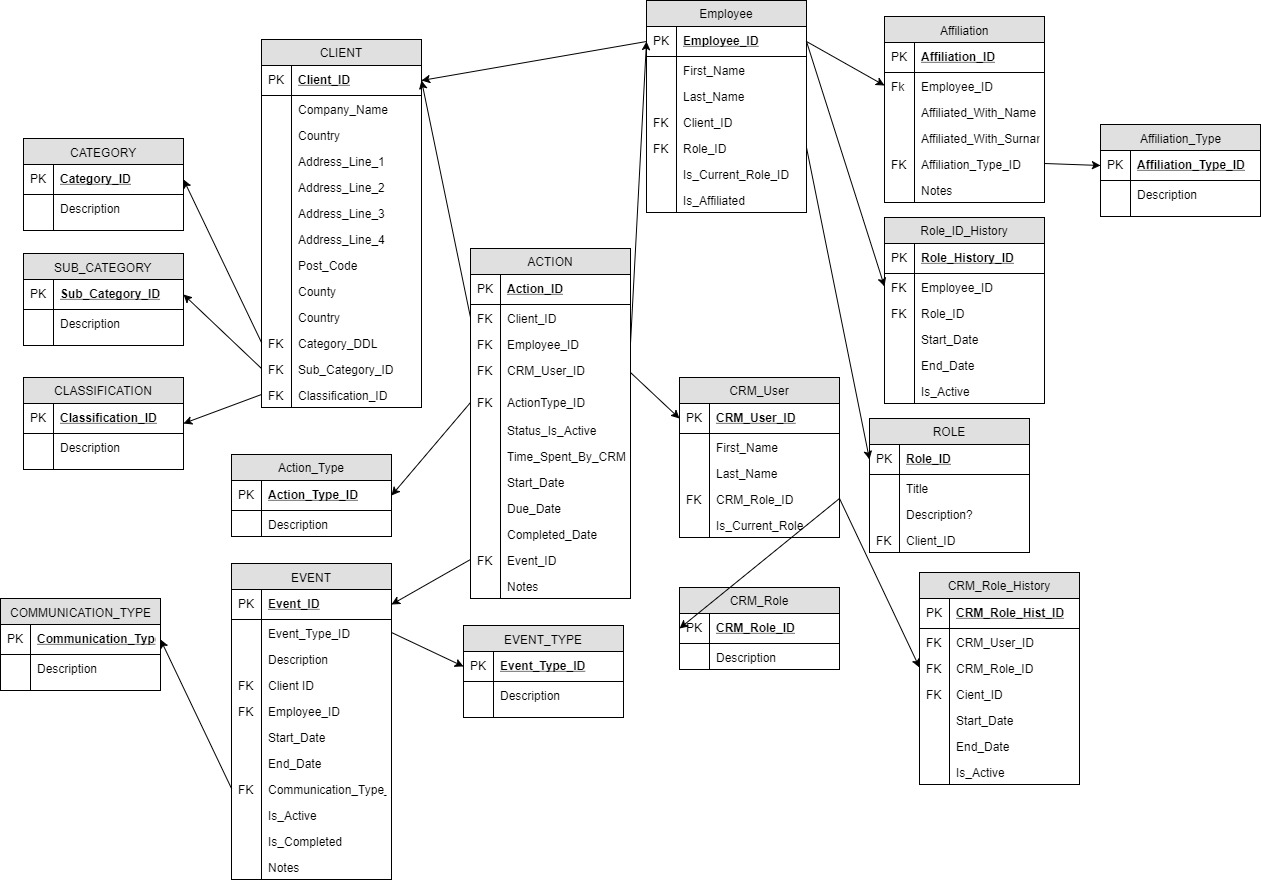 Employee
PK Employee_ID
First_Name
Last_Name
FK Client_ID
FK Role_ID
Is_Current_Role_ID
Is_Affiliated
Affiliation
PK Affiliation_ID
Fk Employee_ID
Affiliated_With_Name
Affiliated_With_Surnar
FK Affiliation_Type_ID
Notes
Affiliation_Type
PK Affiliation_Type_ID
Description
CLIENT
PK Client_ID
Company_Name
Country
Address_Line_1
Address_Line_2
Address_Line_3
Address_Line_4
Post_Code
County
Country
FK Category_DDL
FK Sub_Category_ID
FK Classification_ID
CATEGORY
PK Category_ID
Description
SUB_CATEGORY
PK Sub_Category_ID
Description
CLASSIFICATION
PK Classification_ID
Description
Role_ID_History
PK Role_History_ID
FK Employee_ID
FK Role_ID
Start_Date
End_Date
Is_Active
ACTION
PK Action_ID
FK Client_ID
FK Employee_ID
FK CRM_User_ID
FK ActionType_ID
Status_Is_Active
Time_Spent_By_CRM
Start_Date
Due_Date
Completed_Date
FK Event_ID
Notes
CRM_User
PK CRM_User_ID
First_Name
Last_Name
FK CRM_Role_ID
Is_Current_Role
ROLE
PK Role_ID
Title
Description?
FK Client_ID
Action_Type
PK Action_Type_ID
Description
EVENT
PK Event_ID
Event_Type_ID
Description
FK Client ID
FK Employee_ID
Start_Date
End_Date
FK Communication_Type_
Is_Active
Is_Completed
Notes
COMMUNICATION_TYPE
PK Communication_Typ
Description
EVENT_TYPE
PK Event_Type_ID
Description
CRM_Role
PK CRM_Role_ID
Description
CRM_Role_History
PK CRM_Role_Hist_ID
FK CRM_User_ID
FK CRM_Role_ID
FK Cient_ID
Start_Date
End_Date
Is_Active